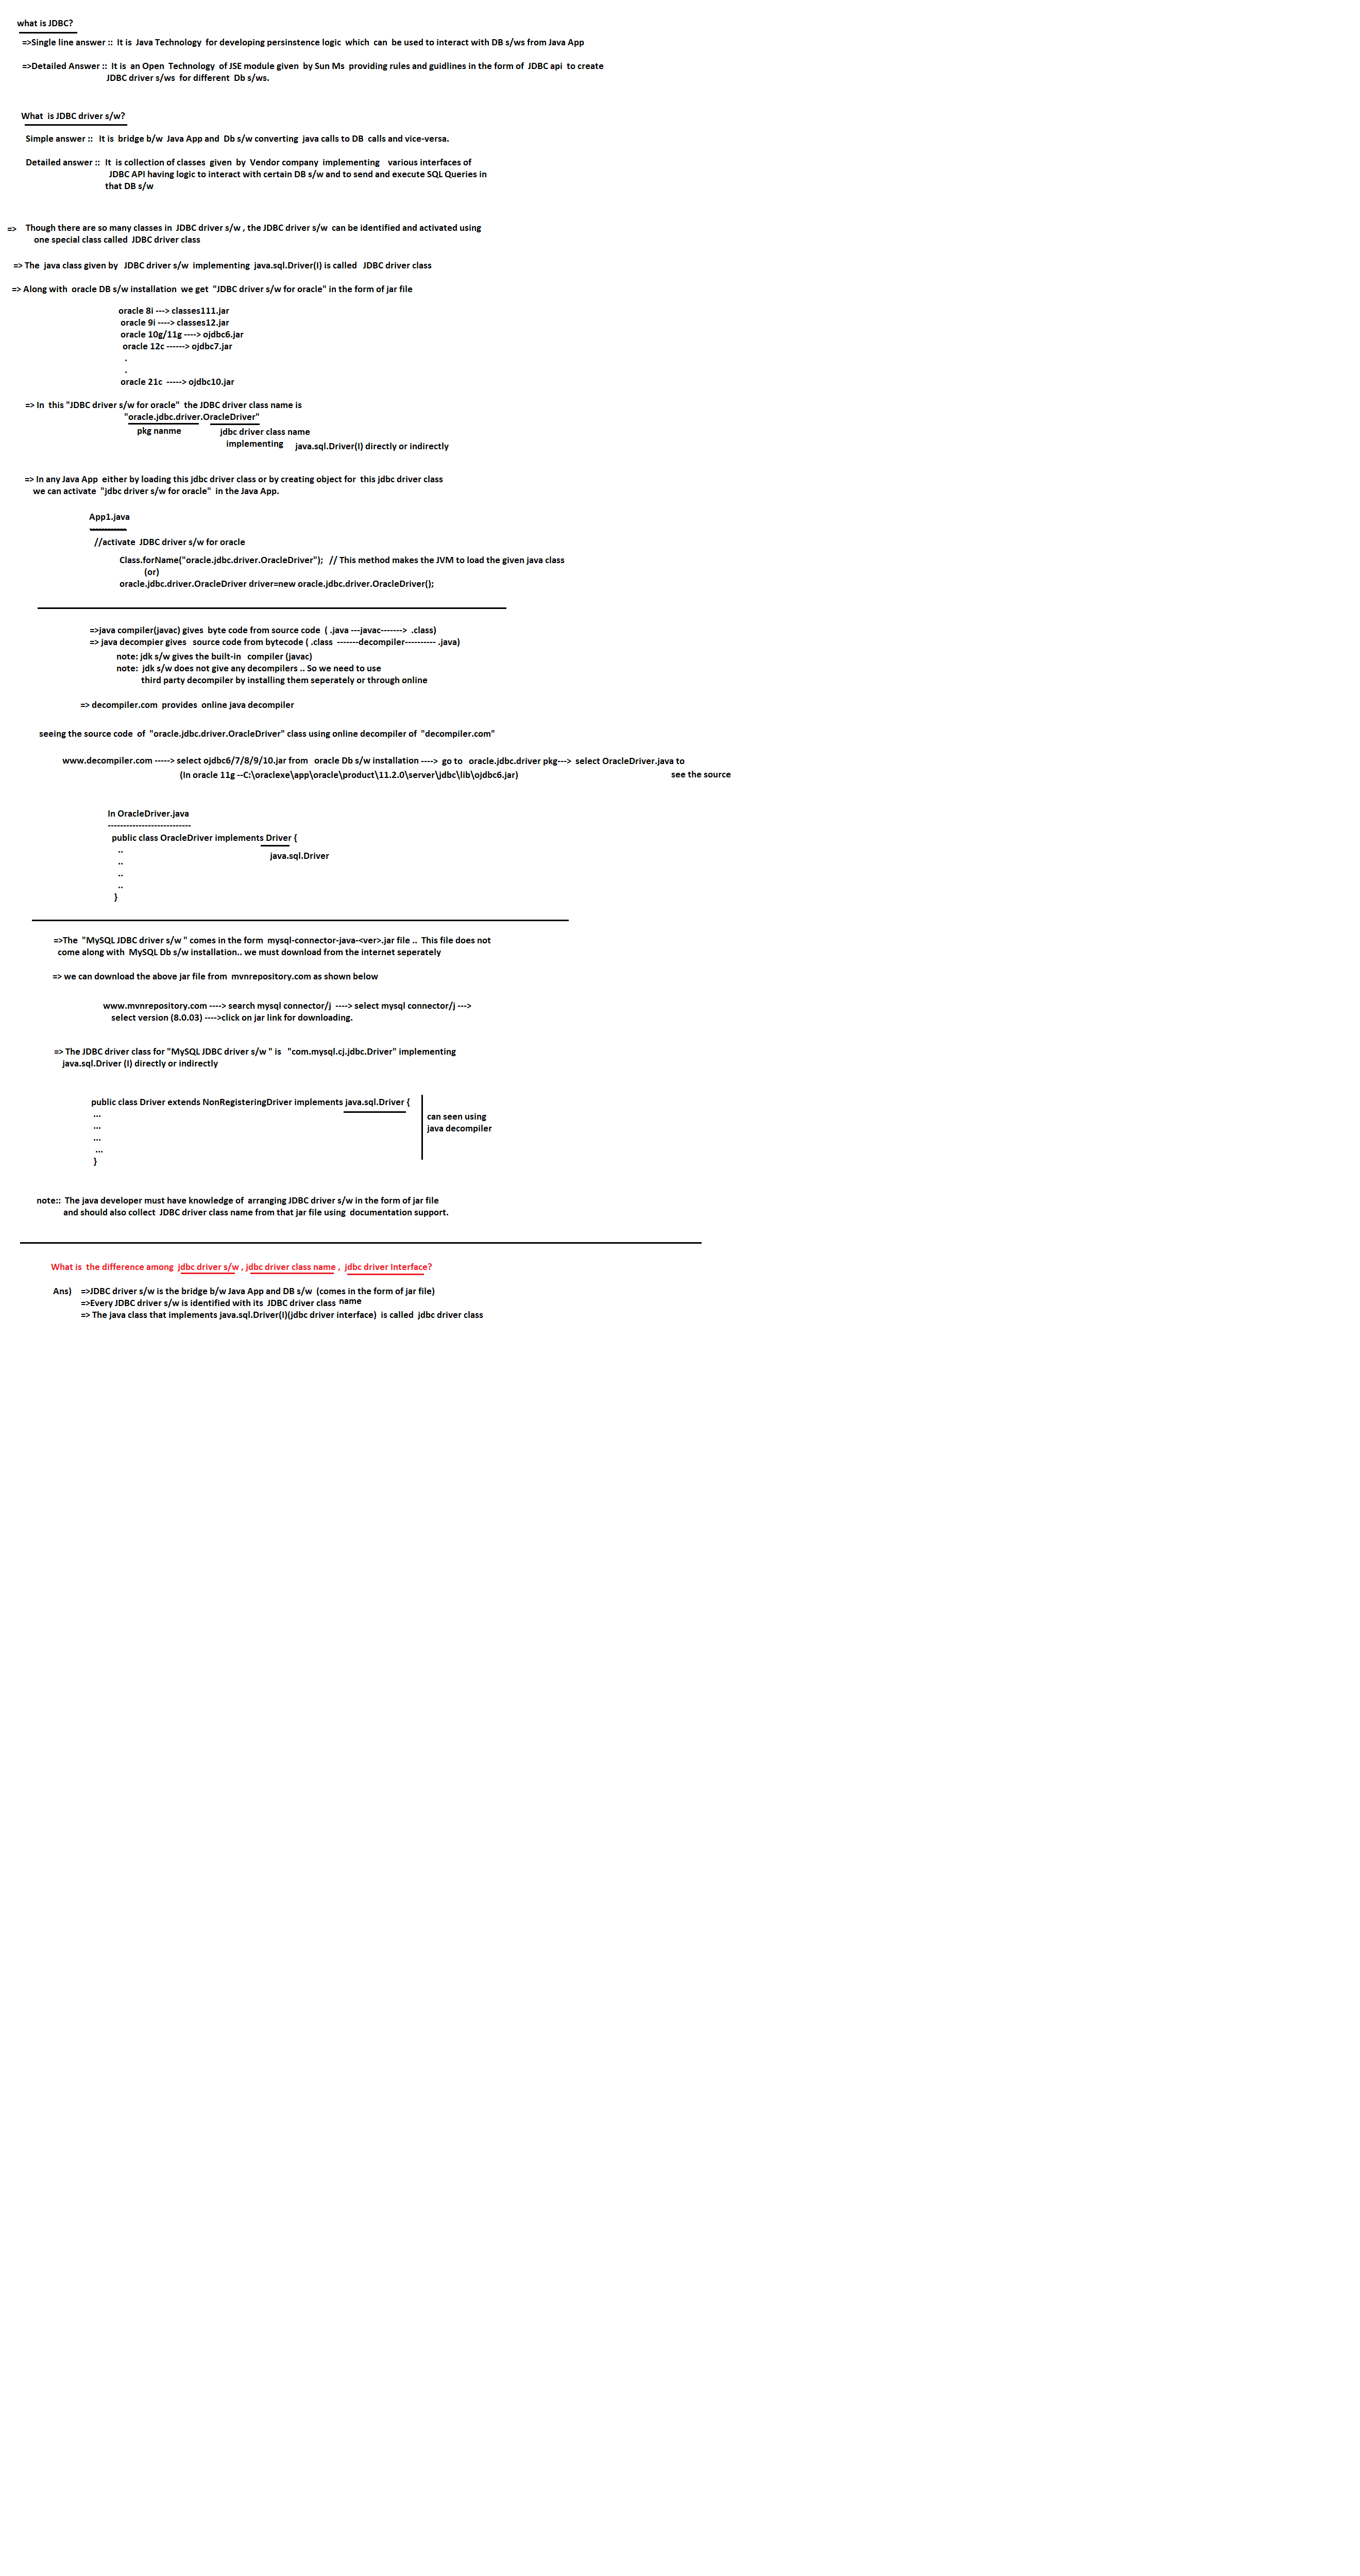 what is JDBC?
=>Single line answer :: It is Java Technology for developing persinstence logic which can be used to interact with DB s/ws from Java App
=>Detailed Answer :: It is an Open Technology of JSE module given by Sun Ms providing rules and guidlines in the form of JDBC api to create
JDBC driver s/ws for different Db s/ws.
What is JDBC driver s/w?
Simple answer :: It is bridge b/w Java App and Db s/w converting java calls to DB calls and vice-versa.
Detailed answer :: It is collection of classes given by Vendor company implementing various interfaces of
JDBC API having logic to interact with certain DB s/w and to send and execute SQL Queries in
that DB s/w
=> Though there are so many classes in JDBC driver s/w , the JDBC driver s/w can be identified and activated using
one special class called JDBC driver class
=> The java class given by JDBC driver s/w implementing java.sql.Driver(I) is called JDBC driver class
=> Along with oracle DB s/w installation we get "JDBC driver s/w for oracle" in the form of jar file
oracle 8i ---> classes111.jar
oracle 9i ----> classes12.jar
oracle 10g/11g ----> ojdbc6.jar
oracle 12c ------> ojdbc7.jar
.
.
oracle 21c -----> ojdbc10.jar
=> In this "JDBC driver s/w for oracle" the JDBC driver class name is
"oracle.jdbc.driver.OracleDriver"
pkg nanme jdbc driver class name
implementing java.sql.Driver(I) directly or indirectly
=> In any Java App either by loading this jdbc driver class or by creating object for this jdbc driver class
we can activate "jdbc driver s/w for oracle" in the Java App.
App1.java
------------
//activate JDBC driver s/w for oracle
Class.forName("oracle.jdbc.driver.OracleDriver"); // This method makes the JVM to load the given java class
(or)
oracle.jdbc.driver.OracleDriver driver=new oracle.jdbc.driver.OracleDriver();
=>java compiler(javac) gives byte code from source code ( .java ---javac-------> .class)
=> java decompier gives source code from bytecode ( .class -------decompiler---------- .java)
note: jdk s/w gives the built-in compiler (javac)
note: jdk s/w does not give any decompilers .. So we need to use
third party decompiler by installing them seperately or through online
=> decompiler.com provides online java decompiler
seeing the source code of "oracle.jdbc.driver.OracleDriver" class using online decompiler of "decompiler.com"
www.decompiler.com -----> select ojdbc6/7/8/9/10.jar from oracle Db s/w installation ----> go to oracle.jdbc.driver pkg---> select OracleDriver.java to
(In oracle 11g --C:\oraclexe\app\oracle\product\11.2.0\server\jdbc\lib\ojdbc6.jar) see the source
In OracleDriver.java
---------------------------
public class OracleDriver implements Driver {
..
java.sql.Driver
..
..
..
}
=>The "MySQL JDBC driver s/w " comes in the form mysql-connector-java-<ver>.jar file .. This file does not
come along with MySQL Db s/w installation.. we must download from the internet seperately
=> we can download the above jar file from mvnrepository.com as shown below
www.mvnrepository.com ----> search mysql connector/j ----> select mysql connector/j --->
select version (8.0.03) ---->click on jar link for downloading.
=> The JDBC driver class for "MySQL JDBC driver s/w " is "com.mysql.cj.jdbc.Driver" implementing
java.sql.Driver (I) directly or indirectly
public class Driver extends NonRegisteringDriver implements java.sql.Driver {
...
can seen using
...
java decompiler
...
...
}
note:: The java developer must have knowledge of arranging JDBC driver s/w in the form of jar file
and should also collect JDBC driver class name from that jar file using documentation support.
What is the difference among jdbc driver s/w , jdbc driver class name , jdbc driver Interface?
Ans) =>JDBC driver s/w is the bridge b/w Java App and DB s/w (comes in the form of jar file)
=>Every JDBC driver s/w is identified with its JDBC driver class name
=> The java class that implements java.sql.Driver(I)(jdbc driver interface) is called jdbc driver class